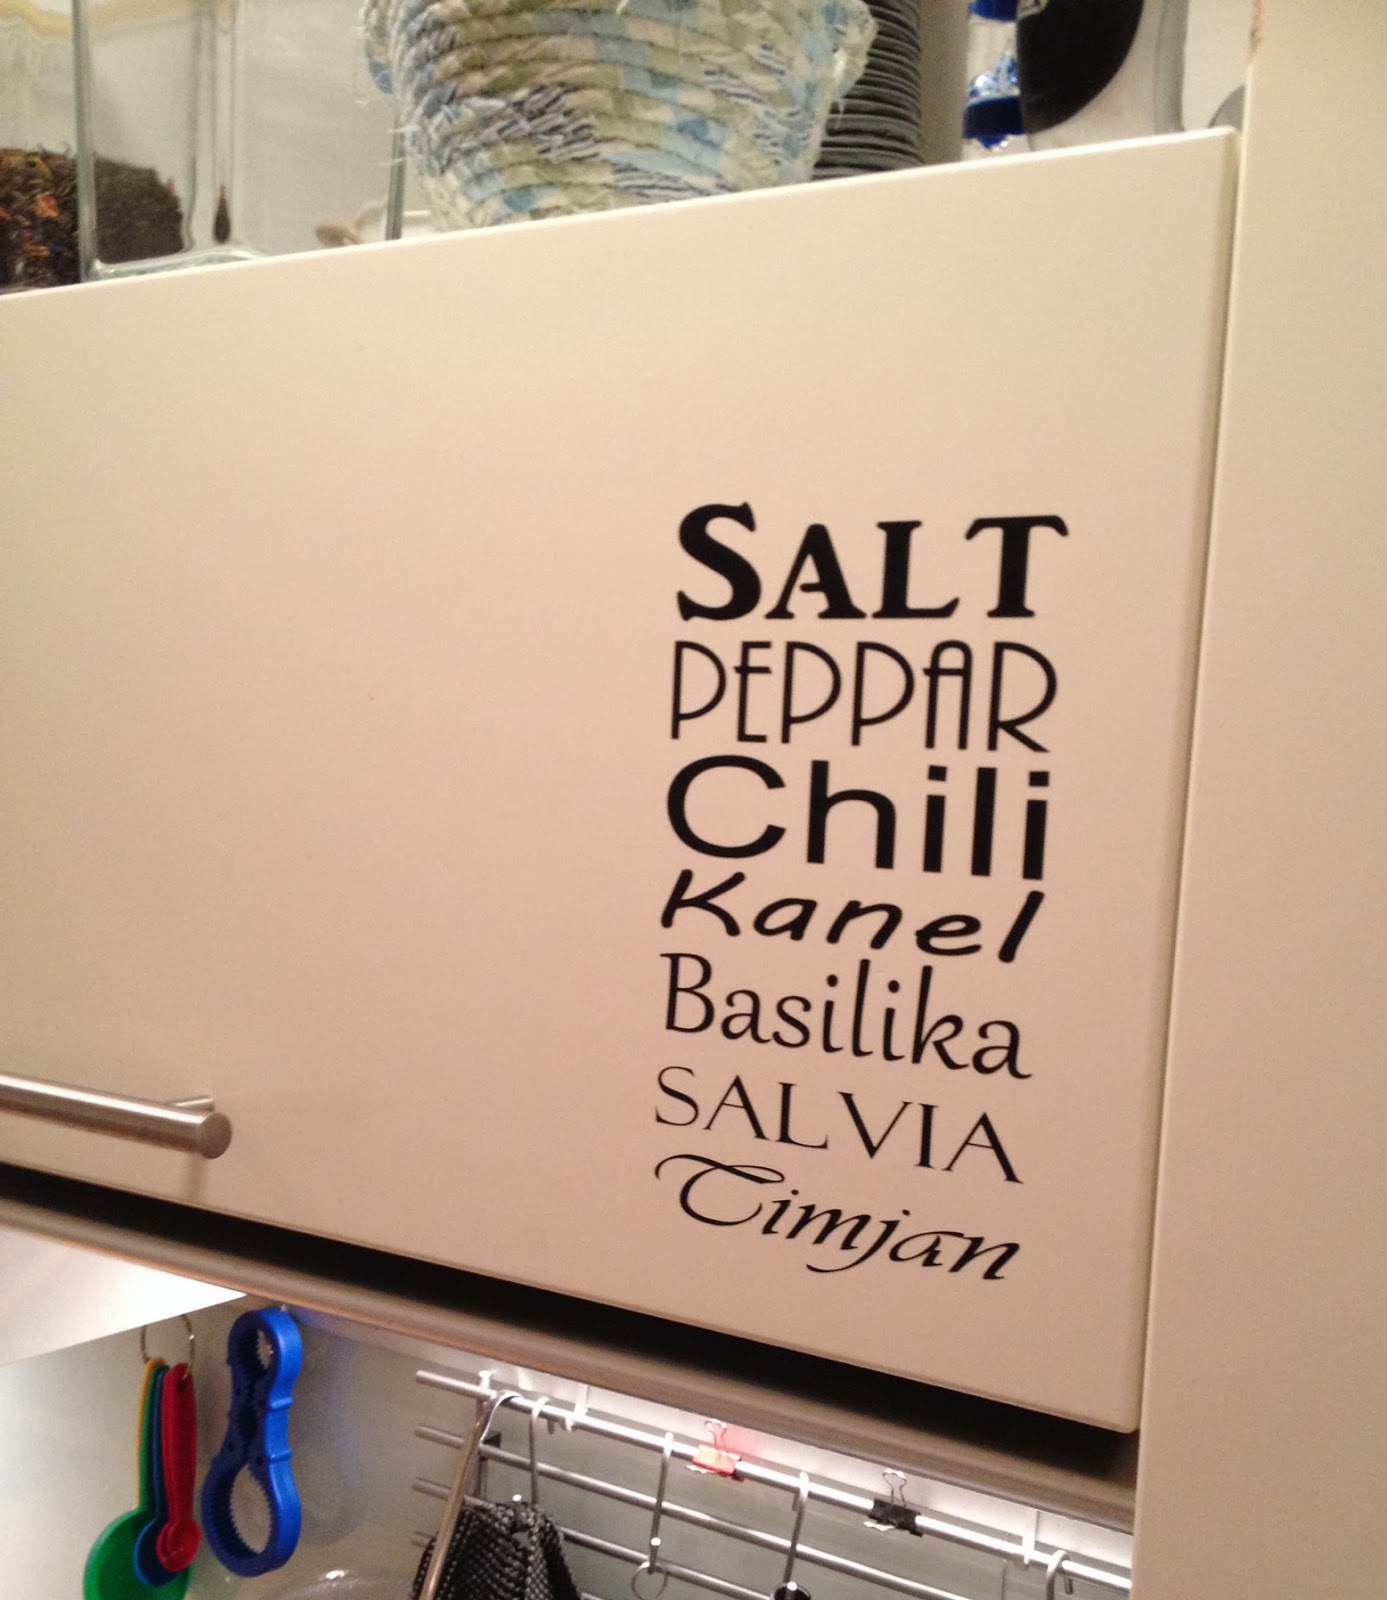 SALT
PEPPAR
Chili
Kanel
Basilika
SALVIA
Timjan